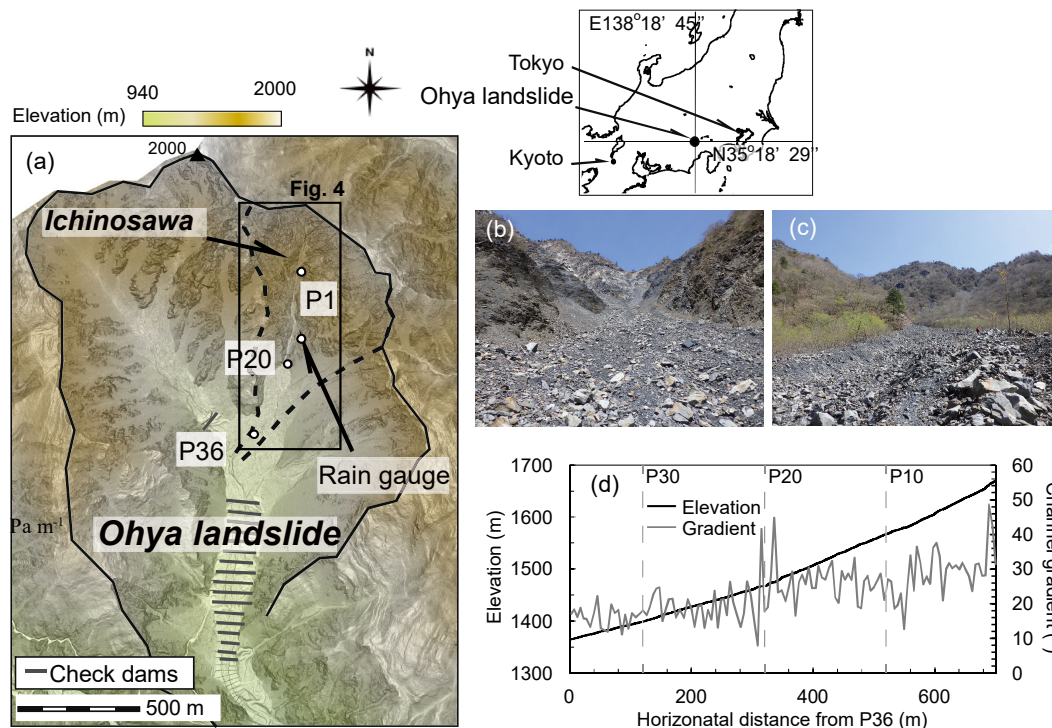 E138°18' 45''
N
Tokyo
940
2000
Ohya landslide
Elevation (m)
N35°18' 29''
(a)
2000
Kyoto
Fig. 4
Ichinosawa
(b)
(c)
P1
P20
P36
Rain gauge
Pa m-1
Ohya landslide
Check dams
500 m
1700
60
(d)
P30
P20
P10
Elevation
50
Gradient
1600
40
Elevation (m)
1500
30
20
1400
10
1300
0
0
200
400
600
Horizonatal distance from P36 (m)